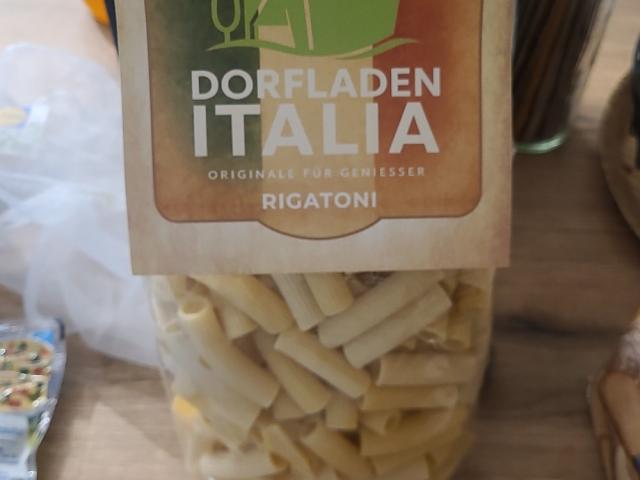 DORFLADEN
ITALIA
ORIGINALE FÜR GENIESSER
RIGATONI